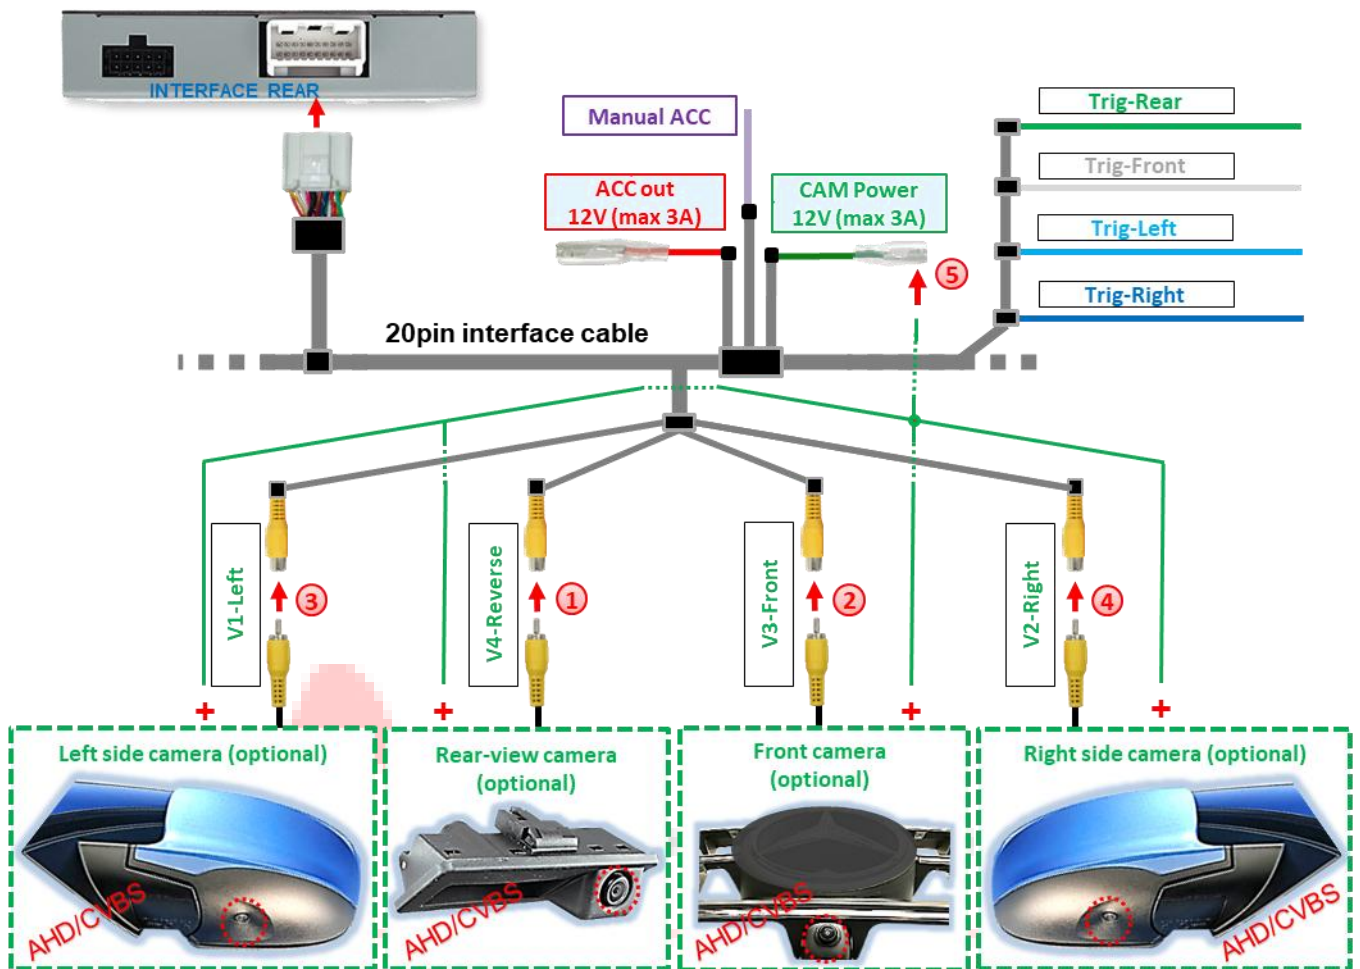 INTERFACE REAR
Manual ACC
ACC out
12V (max 3A)
CAM Power
12V (max 3A)
Trig-Rear
Trig-Front
Trig-Left
Trig-Right
5
20pin interface cable
V1-Left
3
V4-Reverse
1
V3-Front
2
V2-Right
4
+
+
+
+
Left side camera (optional)
AHD/CVBS
Rear-view camera
(optional)
AHD/CVBS
Front camera
(optional)
AHD/CVBS
Right side camera (optional)
AHD/CVBS